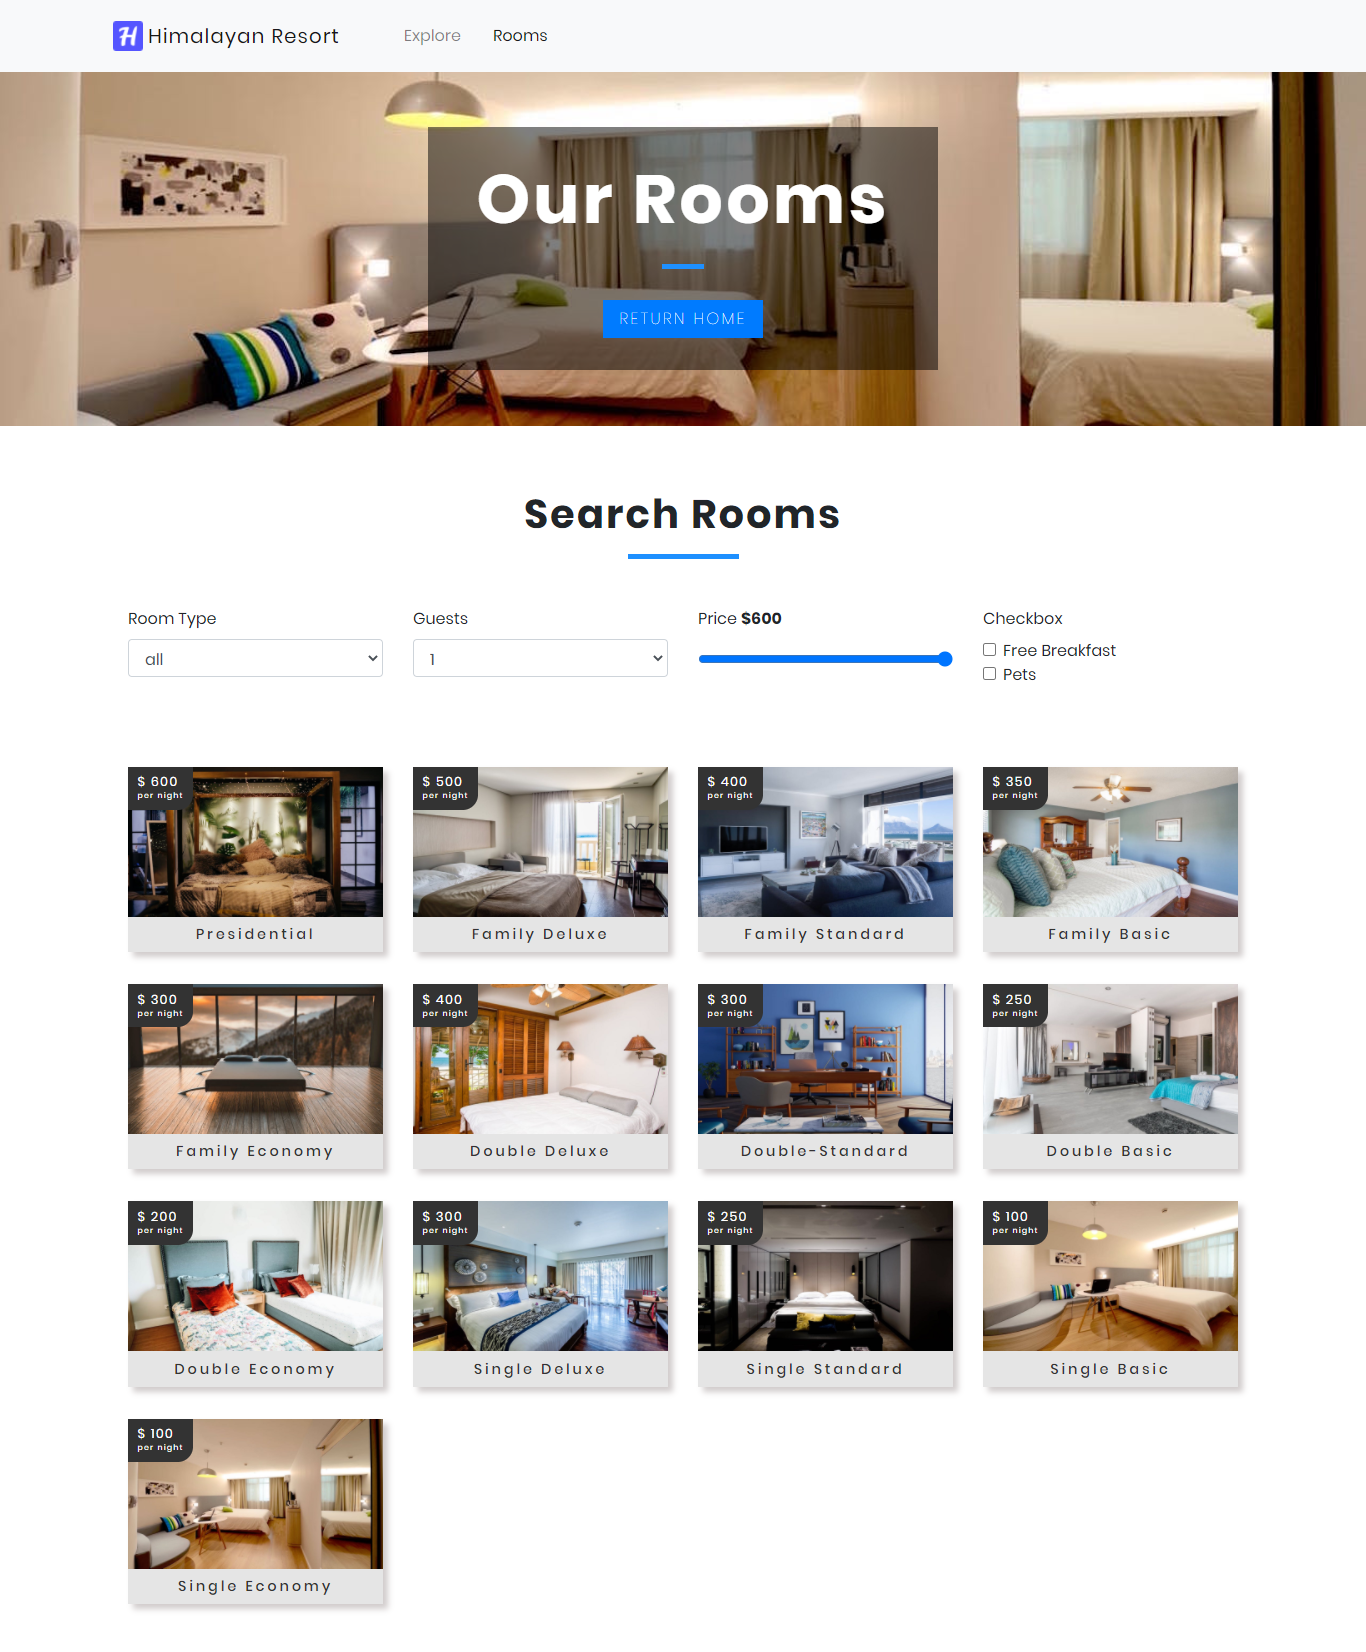 H Himalayan Resort Explore Rooms
Our Rooms
RETURN HOME
Search Rooms
Room Type Guests Price $600 Checkbox
all 1 Free Breakfast
Pets
$ 600 $ 500 $ 400 $ 350
per night per night per night per night
Presidential Family Deluxe Family Standard Family Basic
$ 300 $ 400 $ 300 $ 250
per night per night per night per night
Family Economy Double Deluxe Double-Standard Double Basic
$ 200 $ 300 $ 250 $ 100
per night per night per night per night
Double Economy Single Deluxe Single Standard Single Basic
$ 100
per night
Single Economy